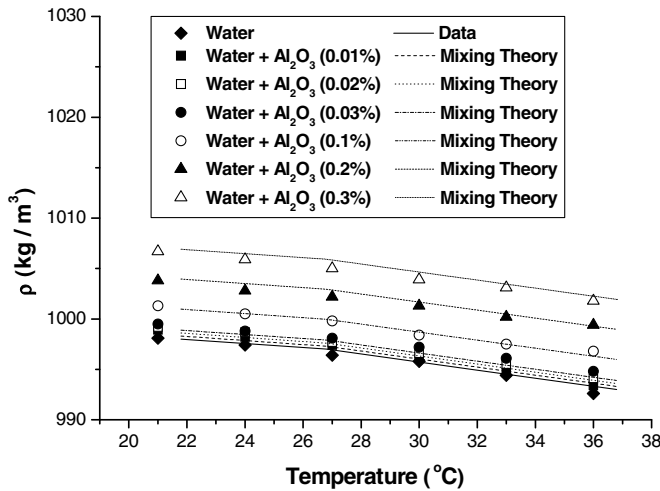 1030
1020
1010
1000
990
ρ (kg / m³)
Water
Data
Water + Al₂O₃ (0.01%)
Mixing Theory
Water + Al₂O₃ (0.02%)
Mixing Theory
Water + Al₂O₃ (0.03%)
Mixing Theory
Water + Al₂O₃ (0.1%)
Mixing Theory
Water + Al₂O₃ (0.2%)
Mixing Theory
Water + Al₂O₃ (0.3%)
Mixing Theory
20 22 24 26 28 30 32 34 36 38
Temperature (°C)